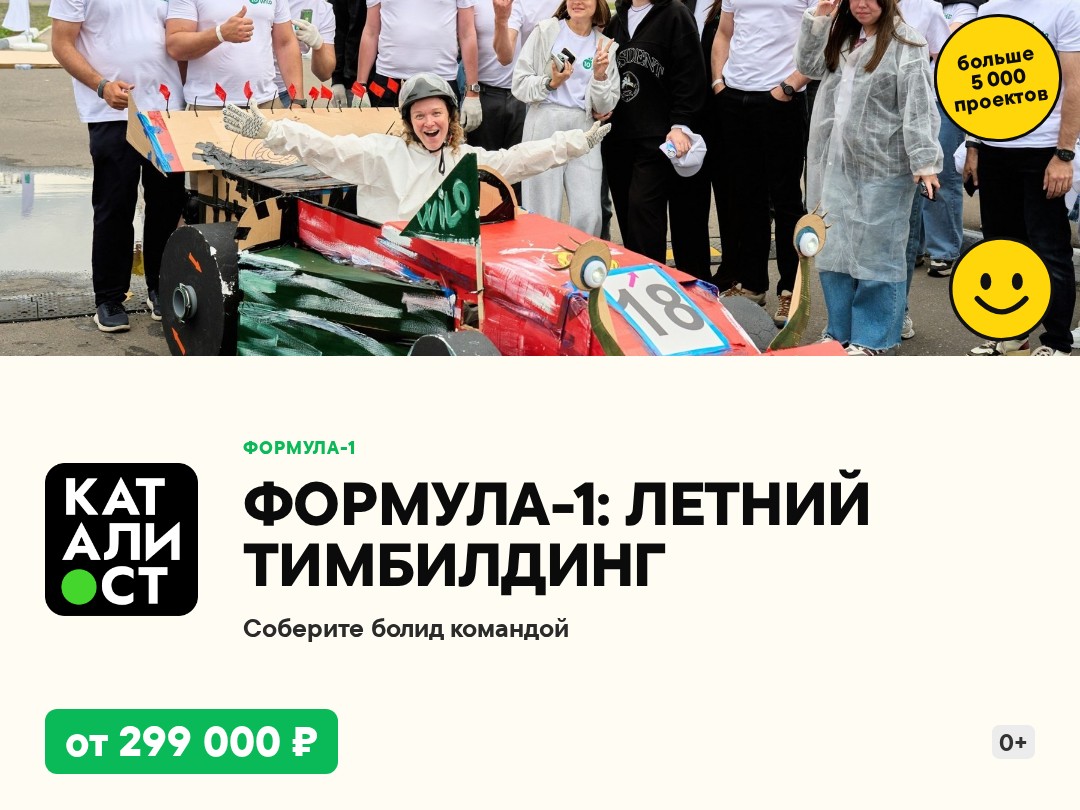 больше
5 000
проектов
WiLO
18
ФОРМУЛА-1
КАТ
АЛИ
СТ
ФОРМУЛА-1: ЛЕТНИЙ
ТИМБИЛДИНГ
Соберите болид командой
от 299 000 ₽
0+